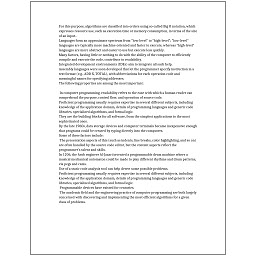 For this purpose, algorithms are classified into orders using so-called Big O notation, which
expresses resource use, such as execution time or memory consumption, in terms of the size
of an input.
Languages form an approximate spectrum from "low-level" to "high-level"; "low-level"
languages are typically more machine-oriented and faster to execute, whereas "high-level"
languages are more abstract and easier to use but execute less quickly.
Many factors, having little or nothing to do with the ability of the computer to efficiently
compile and execute the code, contribute to readability.
Integrated development environments (IDEs) aim to integrate all such help.
Assembly languages were soon developed that let the programmer specify instruction in a
text format (e.g., ADD X, TOTAL), with abbreviations for each operation code and
meaningful names for specifying addresses.
The following properties are among the most important:

In computer programming, readability refers to the ease with which a human reader can
comprehend the purpose, control flow, and operation of source code.
Proficient programming usually requires expertise in several different subjects, including
knowledge of the application domain, details of programming languages and generic code
libraries, specialized algorithms, and formal logic.
They are the building blocks for all software, from the simplest applications to the most
sophisticated ones.
By the late 1960s, data storage devices and computer terminals became inexpensive enough
that programs could be created by typing directly into the computers.
Some of these factors include:
The presentation aspects of this (such as indents, line breaks, color highlighting, and so on)
are often handled by the source code editor, but the content aspects reflect the
programmer's talent and skills.
In 1206, the Arab engineer Al-Jazari invented a programmable drum machine where a
musical mechanical automaton could be made to play different rhythms and drum patterns,
via pegs and cams.
Use of a static code analysis tool can help detect some possible problems.
Proficient programming usually requires expertise in several different subjects, including
knowledge of the application domain, details of programming languages and generic code
libraries, specialized algorithms, and formal logic.
Programmable devices have existed for centuries.
The academic field and the engineering practice of computer programming are both largely
concerned with discovering and implementing the most efficient algorithms for a given
class of problems.